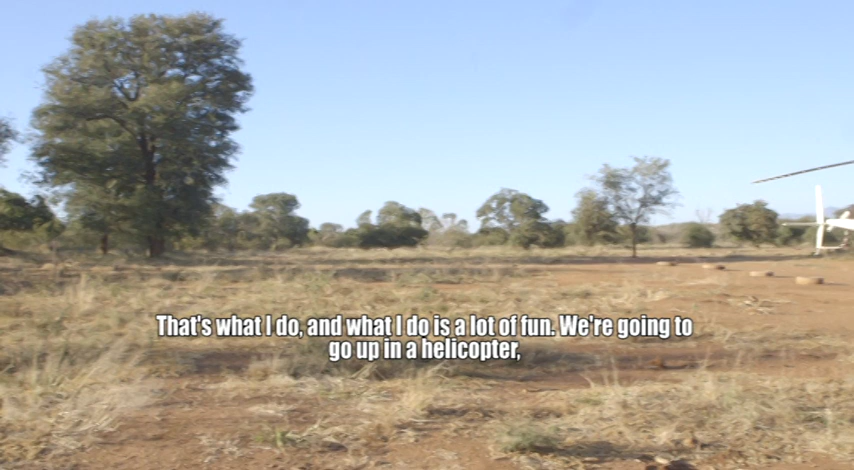 That's what I do, and what I do is a lot of fun. We're going to
go up in a helicopter,